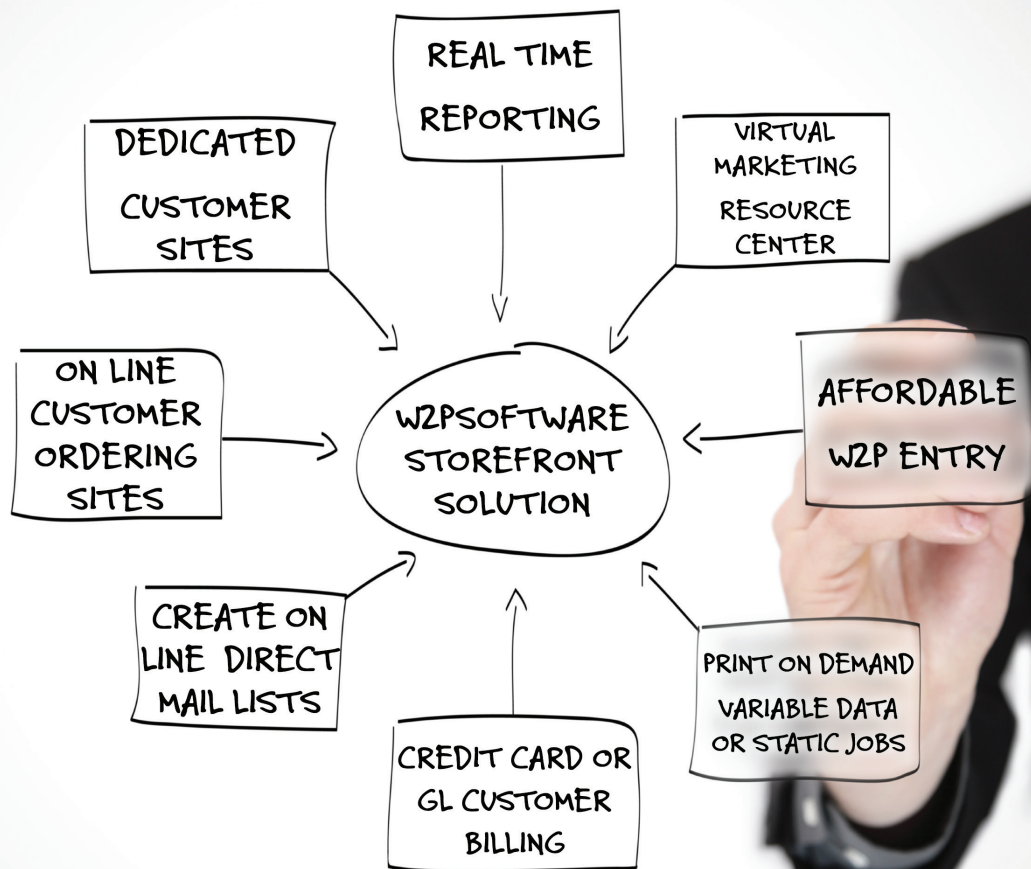 REAL TIME
REPORTING
DEDICATED
CUSTOMER
SITES
VIRTUAL
MARKETING
RESOURCE
CENTER
ON LINE
CUSTOMER
ORDERING
SITES
W2PSOFTWARE
STOREFRONT
SOLUTION
AFFORDABLE
W2P ENTRY
CREATE ON
LINE DIRECT
MAIL LISTS
PRINT ON DEMAND
VARIABLE DATA
OR STATIC JOBS
CREDIT CARD OR
GL CUSTOMER
BILLING